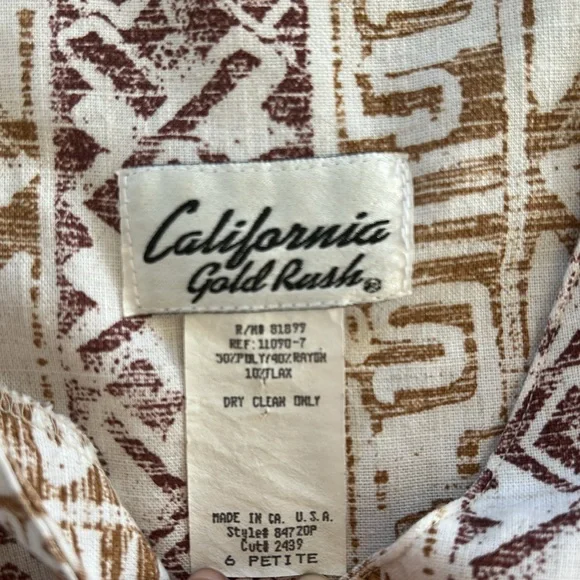 California
Gold Rush®
R/N# 81899
REF: 11090-7
50%POLY/40%RAYON
10%FLAX
DRY CLEAN ONLY
MADE IN CA. U.S.A.
Style# 8472OP
Cut# 2439
6 PETITE